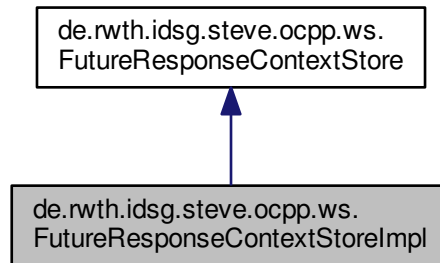 de.rwth.idsg.steve.ocpp.ws.
FutureResponseContextStore
de.rwth.idsg.steve.ocpp.ws.
FutureResponseContextStoreImpl